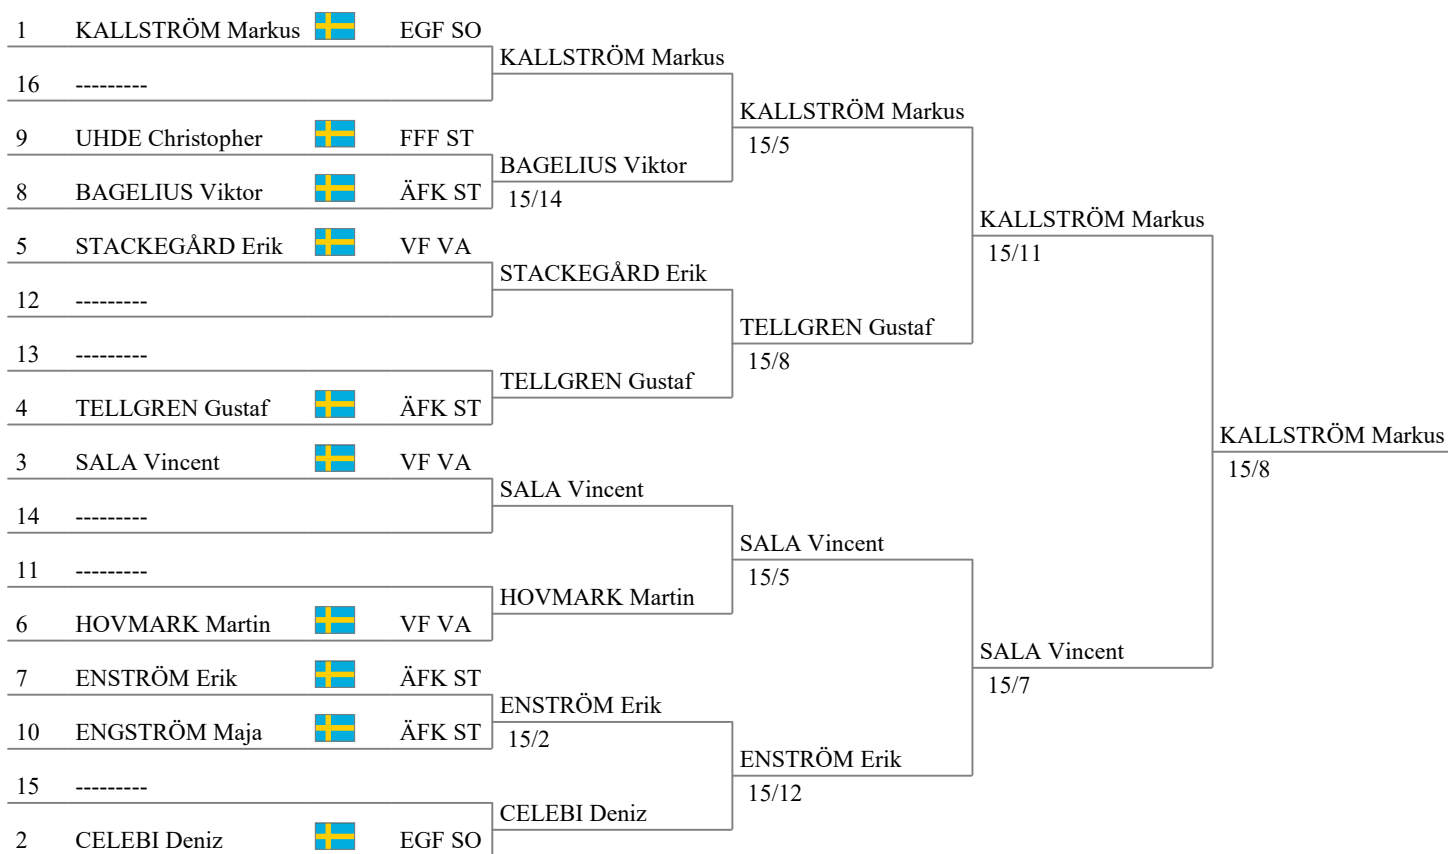 1 KALLSTRÖM Markus EGF SO
KALLSTRÖM Markus
16 ---------
KALLSTRÖM Markus
15/5
9 UHDE Christopher FFF ST
BAGELIUS Viktor
15/14
8 BAGELIUS Viktor ÄFK ST
KALLSTRÖM Markus
15/11
5 STACKEGÅRD Erik VF VA
STACKEGÅRD Erik
12 ---------
TELLGREN Gustaf
15/8
13 ---------
TELLGREN Gustaf
4 TELLGREN Gustaf ÄFK ST
KALLSTRÖM Markus
15/8
3 SALA Vincent VF VA
SALA Vincent
14 ---------
SALA Vincent
15/5
11 ---------
HOVMARK Martin
6 HOVMARK Martin VF VA
SALA Vincent
15/7
7 ENSTRÖM Erik ÄFK ST
ENSTRÖM Erik
15/2
10 ENGSTRÖM Maja ÄFK ST
ENSTRÖM Erik
15/12
15 ---------
CELEBI Deniz
2 CELEBI Deniz EGF SO